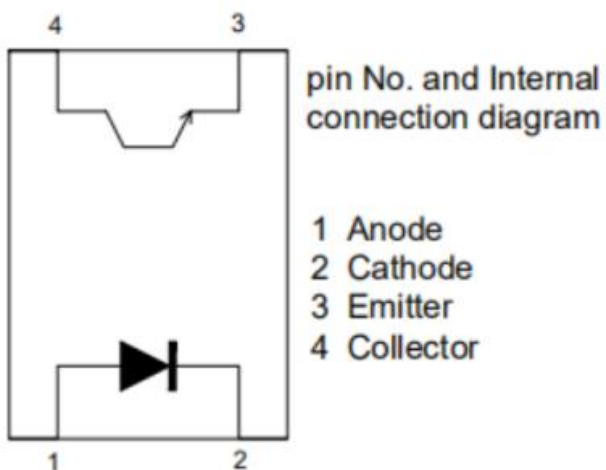 4 3
pin No. and Internal
connection diagram
1 Anode
2 Cathode
3 Emitter
4 Collector
1 2